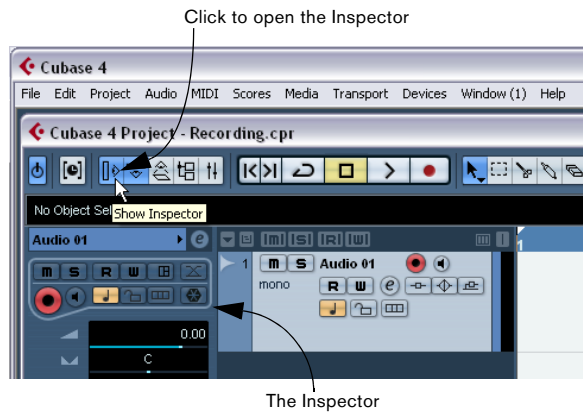 Click to open the Inspector
Cubase 4
File Edit Project Audio MIDI Scores Media Transport Devices Window (1) Help
Cubase 4 Project - Recording.cpr
No Object Sel
Show Inspector
Audio 01
1 m S Audio 01
m S R W
mono
R W e
0.00
C
1
The Inspector